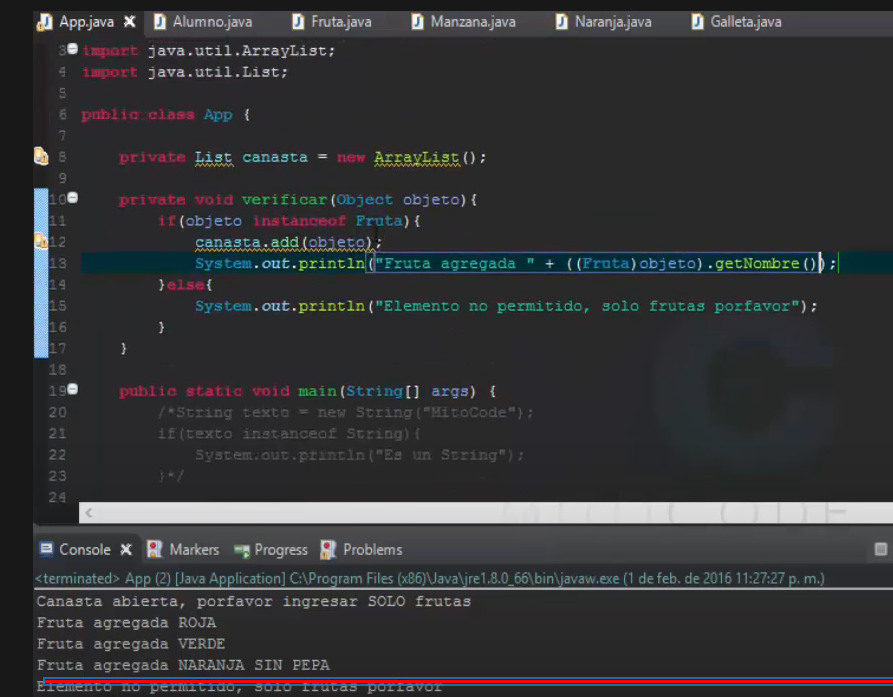 App.java Alumno.java Fruta.java Manzana.java Naranja.java Galleta.java
3 import java.util.ArrayList;
4 import java.util.List;
5
6 public class App {
7
8 private List canasta = new ArrayList();
9
10 private void verificar(Object objeto){
11 if(objeto instanceof Fruta){
12 canasta.add(objeto);
13 System.out.println("Fruta agregada " + ((Fruta)objeto).getNombre());
14 }else{
15 System.out.println("Elemento no permitido, solo frutas porfavor");
16 }
17 }
18
19 public static void main(String[] args) {
20 /*String texto = new String("MitoCode");
21 if(texto instanceof String){
22 System.out.println("Es un String");
23 }*/
24
Console Markers Progress Problems
<terminated> App (2) [Java Application] C:\Program Files (x86)\Java\jre1.8.0_66\bin\javaw.exe (1 de feb. de 2016 11:27:27 p. m.)
Canasta abierta, porfavor ingresar SOLO frutas
Fruta agregada ROJA
Fruta agregada VERDE
Fruta agregada NARANJA SIN PEPA
Elemento no permitido, solo frutas porfavor